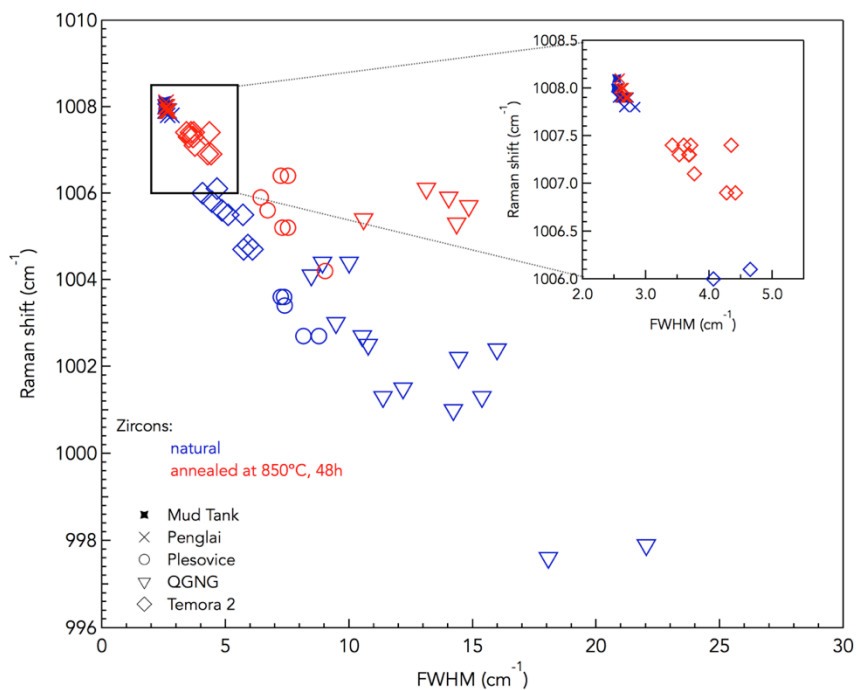 1010
1008
1006
1004
1002
1000
998
996
Raman shift (cm-1)
0
5
10
15
20
25
30
FWHM (cm-1)
Zircons:
natural
annealed at 850°C, 48h
Mud Tank
Penglai
Plesovice
QGNG
Temora 2
1008.5
1008.0
1007.5
1007.0
1006.5
1006.0
Raman shift (cm-1)
2.0
3.0
4.0
5.0
FWHM (cm-1)